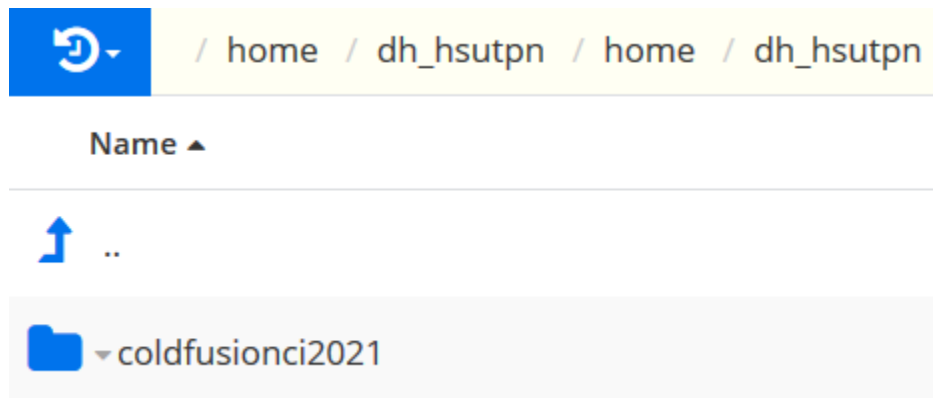 / home / dh_hsutpn / home / dh_hsutpn
Name
..
coldfusionci2021